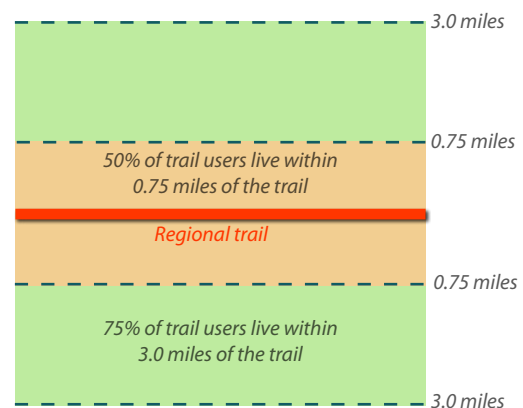 3.0 miles
0.75 miles
50% of trail users live within
0.75 miles of the trail
Regional trail
0.75 miles
75% of trail users live within
3.0 miles of the trail
3.0 miles